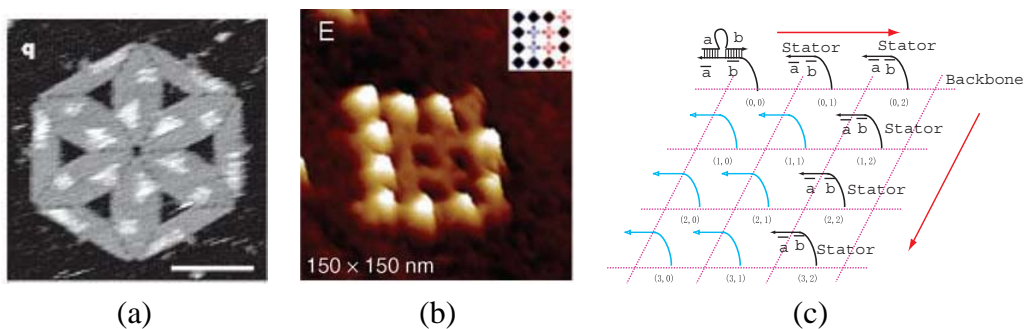 q
E
150 × 150 nm
a b
a̅ b̅
(0,0)
Stator
a̅ b̅
(0,1)
Stator
a̅ b̅
(0,2)
Backbone
(1,0)
(1,1)
a̅ b̅
Stator
(1,2)
(2,0)
(2,1)
a̅ b̅
Stator
(2,2)
(3,0)
(3,1)
a̅ b̅
Stator
(3,2)
(a)
(b)
(c)